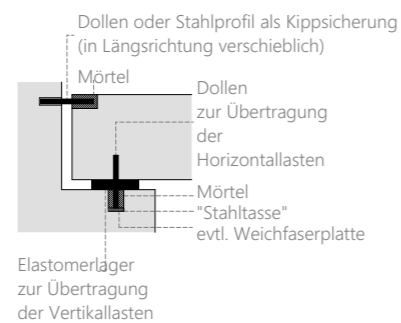 Dollen oder Stahlprofil als Kippsicherung
(in Längsrichtung verschieblich)
Mörtel
Dollen
zur Übertragung
der
Horizontallasten
Mörtel
"Stahltasse"
evtl. Weichfaserplatte
Elastomerlager
zur Übertragung
der Vertikallasten